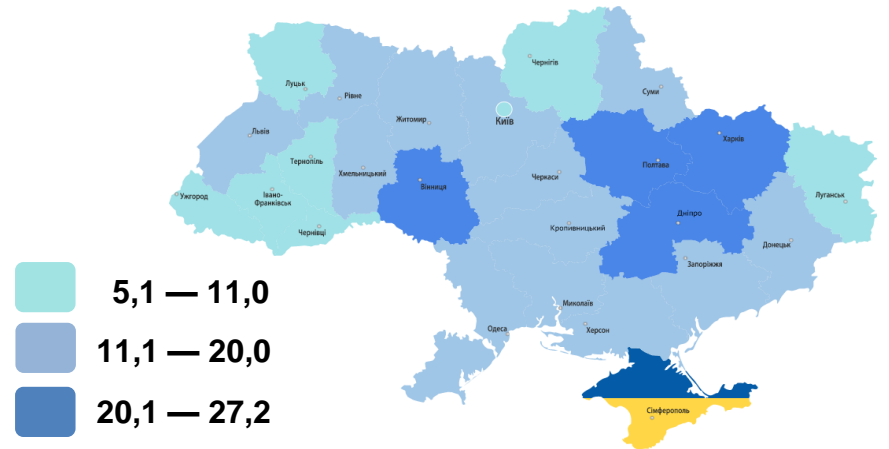 Чернігів
Луцьк
Рівне
Суми
Житомир
Київ
Львів
Харків
Тернопіль
Хмельницький
Черкаси
Полтава
Вінниця
Ужгород
Івано-
Франківськ
Луганськ
Чернівці
Кропивницький
Дніпро
Донецьк
Запоріжжя
5,1 — 11,0
Миколаїв
11,1 — 20,0
Одеса
Херсон
20,1 — 27,2
Сімферополь